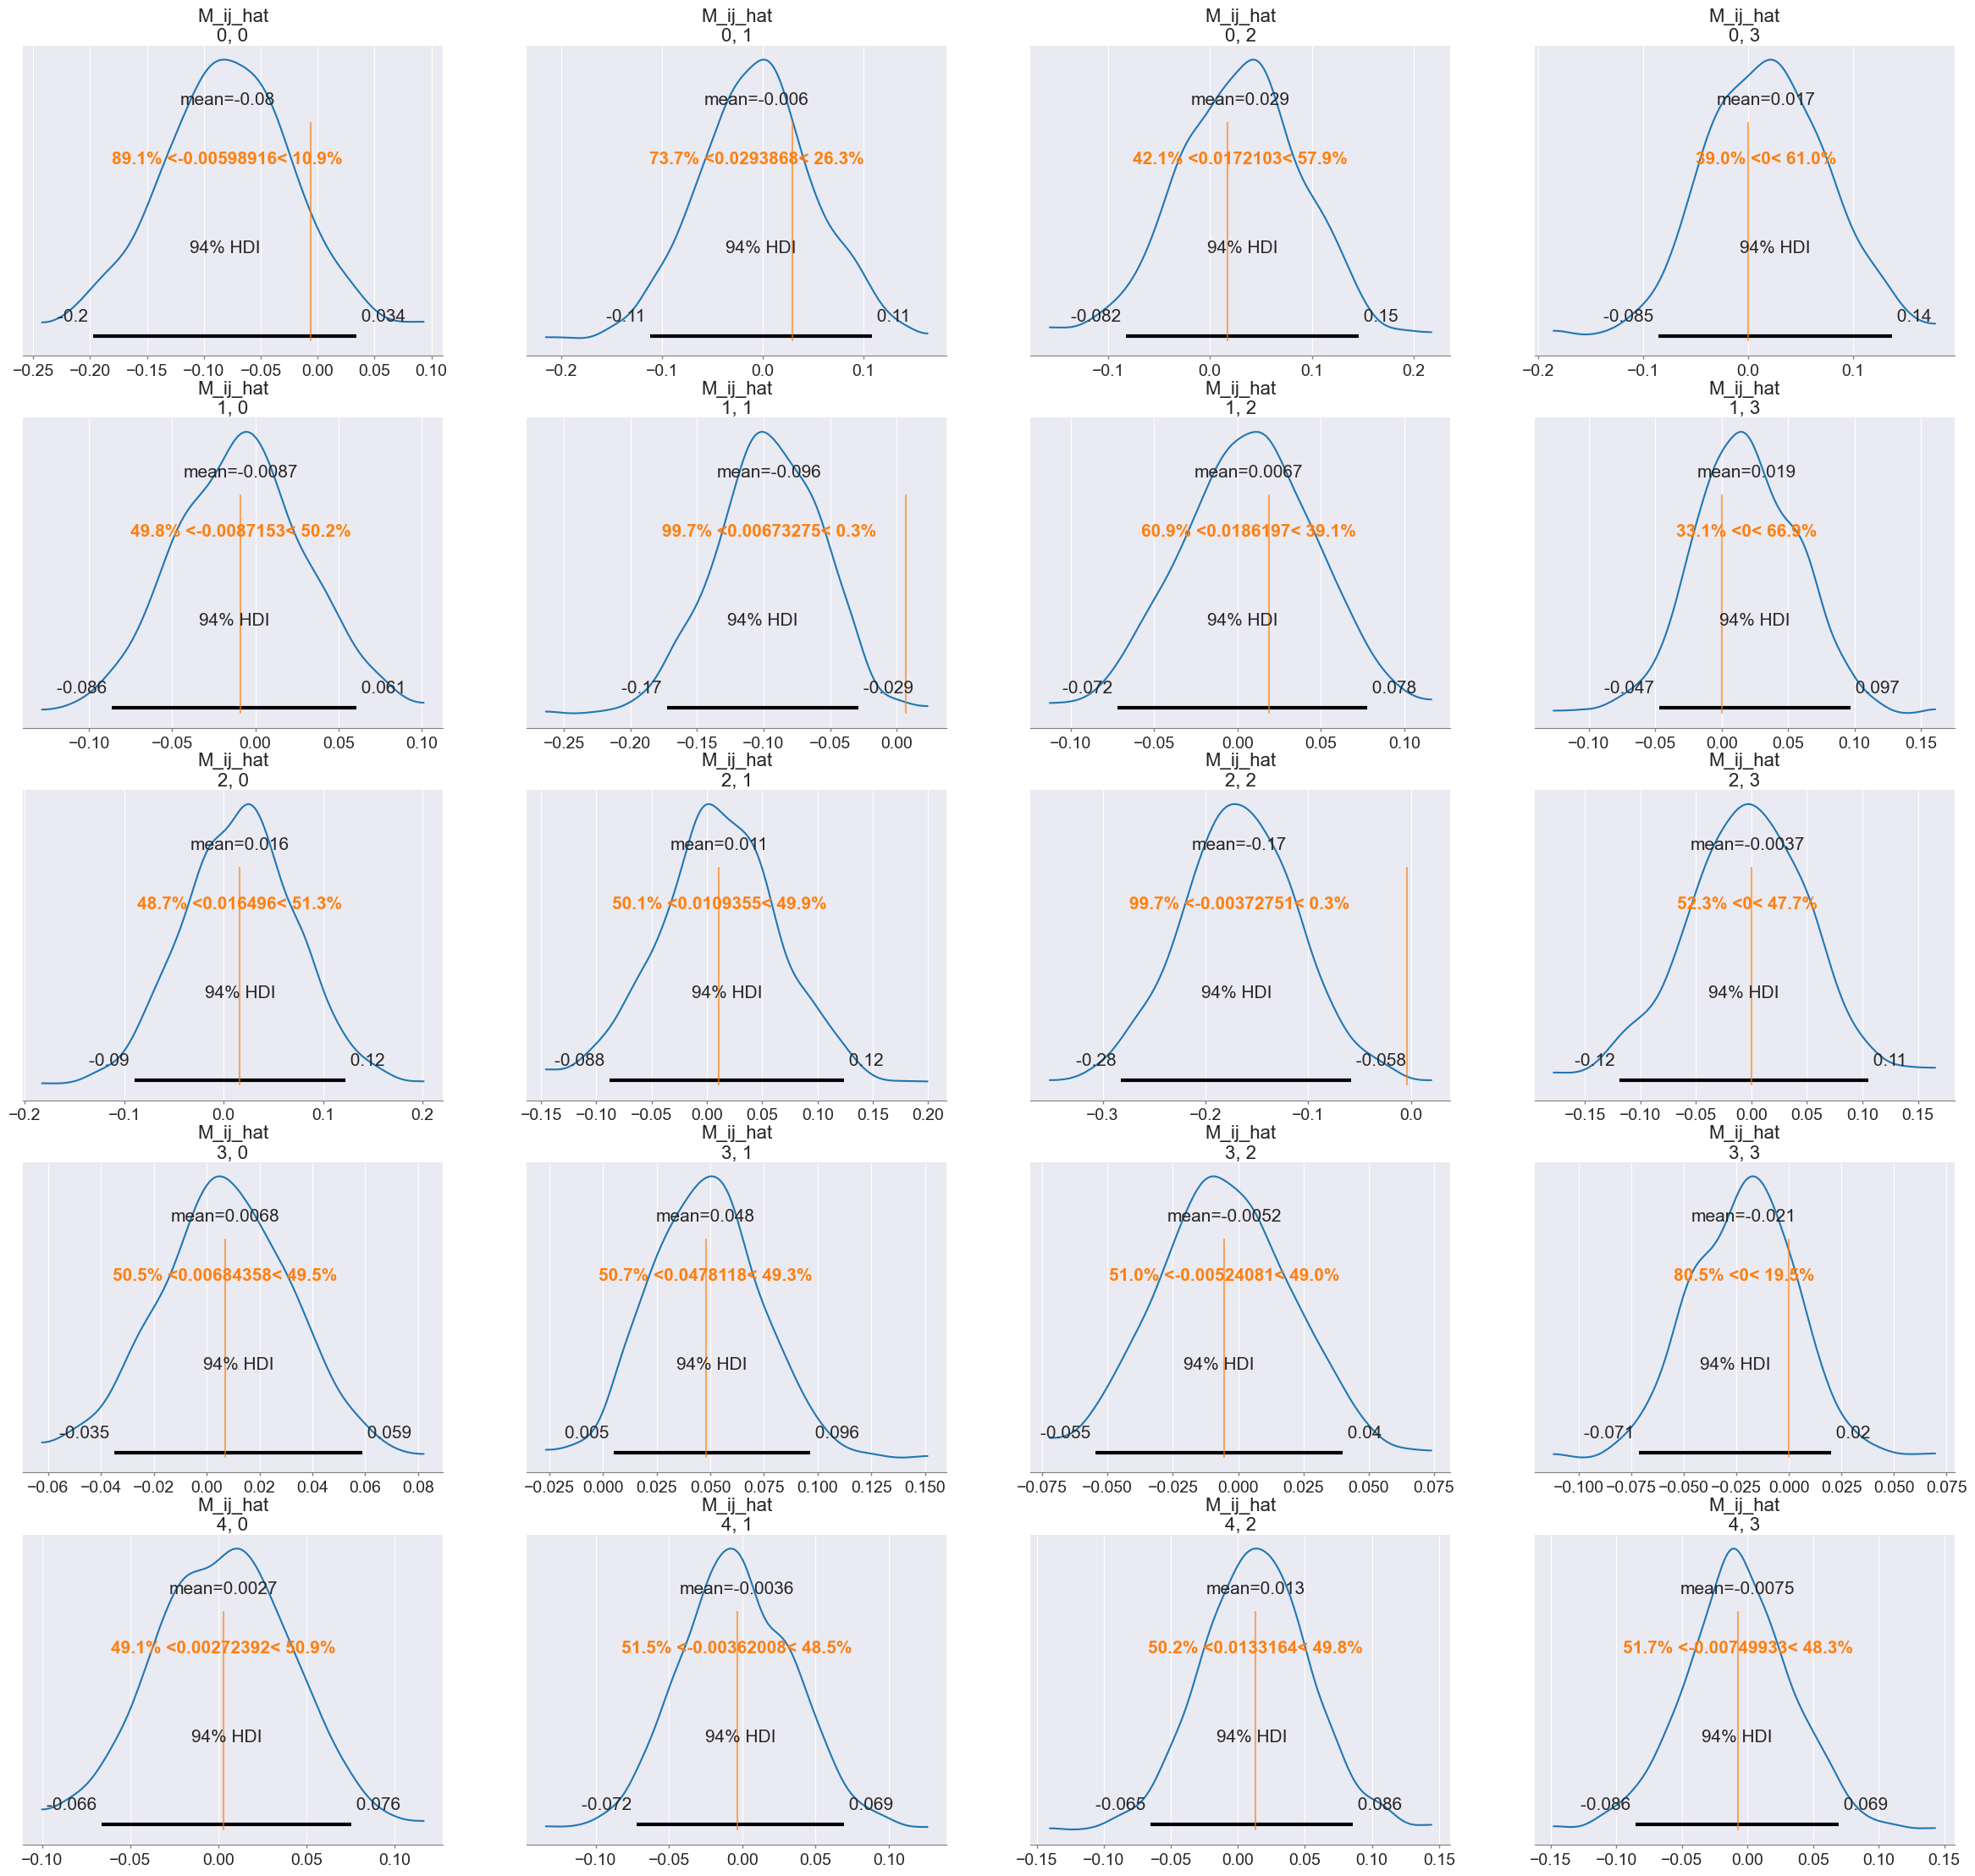 M_ij_hat
0, 0
mean=-0.08
89.1% <-0.00598916< 10.9%
94% HDI
-0.2 0.034
−0.25 −0.20 −0.15 −0.10 −0.05 0.00 0.05 0.10
M_ij_hat
0, 1
mean=-0.006
73.7% <0.0293868< 26.3%
94% HDI
-0.11 0.11
−0.2 −0.1 0.0 0.1
M_ij_hat
0, 2
mean=0.029
42.1% <0.0172103< 57.9%
94% HDI
-0.082 0.15
−0.1 0.0 0.1 0.2
M_ij_hat
0, 3
mean=0.017
39.0% <0< 61.0%
94% HDI
-0.085 0.14
−0.2 −0.1 0.0 0.1
M_ij_hat
1, 0
mean=-0.0087
49.8% <-0.0087153< 50.2%
94% HDI
-0.086 0.061
−0.10 −0.05 0.00 0.05 0.10
M_ij_hat
1, 1
mean=-0.096
99.7% <0.00673275< 0.3%
94% HDI
-0.17 -0.029
−0.25 −0.20 −0.15 −0.10 −0.05 0.00
M_ij_hat
1, 2
mean=0.0067
60.9% <0.0186197< 39.1%
94% HDI
-0.072 0.078
−0.10 −0.05 0.00 0.05 0.10
M_ij_hat
1, 3
mean=0.019
33.1% <0< 66.9%
94% HDI
-0.047 0.097
−0.10 −0.05 0.00 0.05 0.10 0.15
M_ij_hat
2, 0
mean=0.016
48.7% <0.016496< 51.3%
94% HDI
-0.09 0.12
−0.2 −0.1 0.0 0.1 0.2
M_ij_hat
2, 1
mean=0.011
50.1% <0.0109355< 49.9%
94% HDI
-0.088 0.12
−0.15 −0.10 −0.05 0.00 0.05 0.10 0.15 0.20
M_ij_hat
2, 2
mean=-0.17
99.7% <-0.00372751< 0.3%
94% HDI
-0.28 -0.058
−0.3 −0.2 −0.1 0.0
M_ij_hat
2, 3
mean=-0.0037
52.3% <0< 47.7%
94% HDI
-0.12 0.11
−0.15 −0.10 −0.05 0.00 0.05 0.10 0.15
M_ij_hat
3, 0
mean=0.0068
50.5% <0.00684358< 49.5%
94% HDI
-0.035 0.059
−0.06 −0.04 −0.02 0.00 0.02 0.04 0.06 0.08
M_ij_hat
3, 1
mean=0.048
50.7% <0.0478118< 49.3%
94% HDI
0.005 0.096
−0.025 0.000 0.025 0.050 0.075 0.100 0.125 0.150
M_ij_hat
3, 2
mean=-0.0052
51.0% <-0.00524081< 49.0%
94% HDI
-0.055 0.04
−0.075 −0.050 −0.025 0.000 0.025 0.050 0.075
M_ij_hat
3, 3
mean=-0.021
80.5% <0< 19.5%
94% HDI
-0.071 0.02
−0.100 −0.075 −0.050 −0.025 0.000 0.025 0.050 0.075
M_ij_hat
4, 0
mean=0.0027
49.1% <0.00272392< 50.9%
94% HDI
-0.066 0.076
−0.10 −0.05 0.00 0.05 0.10
M_ij_hat
4, 1
mean=-0.0036
51.5% <-0.00362008< 48.5%
94% HDI
-0.072 0.069
−0.10 −0.05 0.00 0.05 0.10
M_ij_hat
4, 2
mean=0.013
50.2% <0.0133164< 49.8%
94% HDI
-0.065 0.086
−0.15 −0.10 −0.05 0.00 0.05 0.10 0.15
M_ij_hat
4, 3
mean=-0.0075
51.7% <-0.00749933< 48.3%
94% HDI
-0.086 0.069
−0.15 −0.10 −0.05 0.00 0.05 0.10 0.15